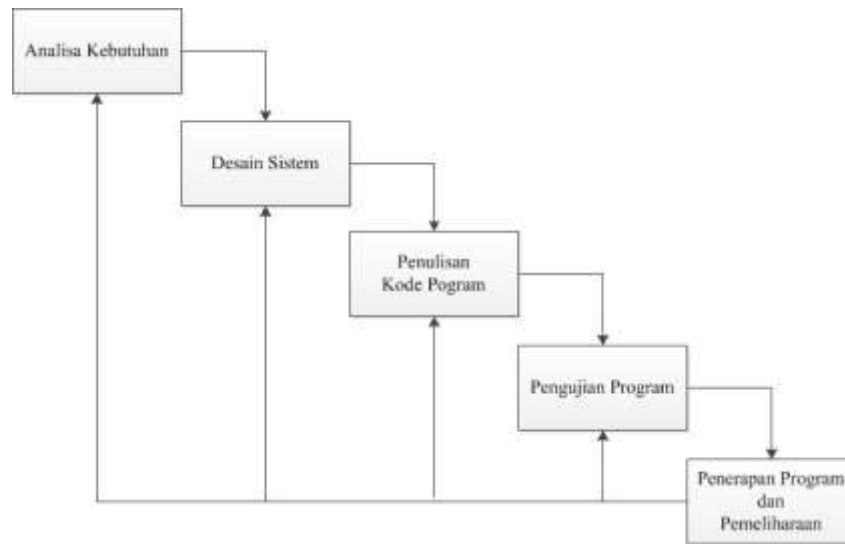 Analisa Kebutuhan
Desain Sistem
Penulisan
Kode Pogram
Pengujian Program
Penerapan Program
dan
Pemeliharaan